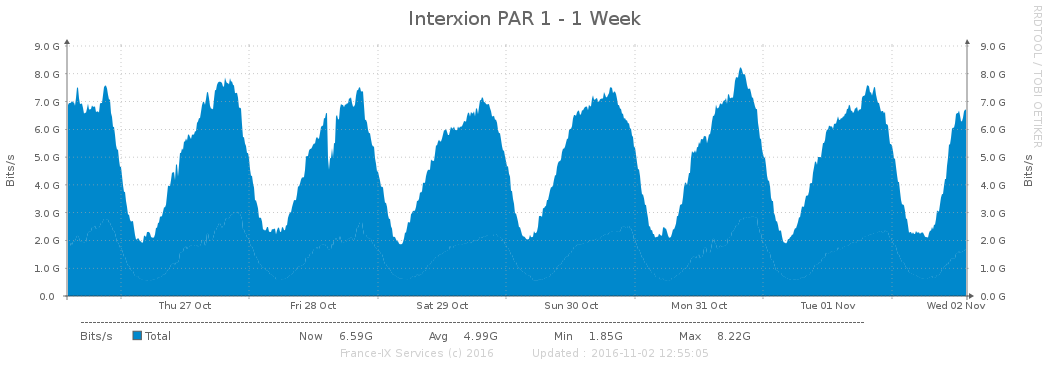 Interxion PAR 1 - 1 Week
RRDTOOL / TOBI OETIKER
Bits/s
9.0 G 9.0 G
8.0 G 8.0 G
7.0 G 7.0 G
6.0 G 6.0 G
5.0 G 5.0 G
4.0 G 4.0 G
3.0 G 3.0 G
2.0 G 2.0 G
1.0 G 1.0 G
0.0 0.0 G
Bits/s
Thu 27 Oct Fri 28 Oct Sat 29 Oct Sun 30 Oct Mon 31 Oct Tue 01 Nov Wed 02 Nov
Bits/s Total Now 6.59G Avg 4.99G Min 1.85G Max 8.22G
France-IX Services (c) 2016 Updated : 2016-11-02 12:55:05